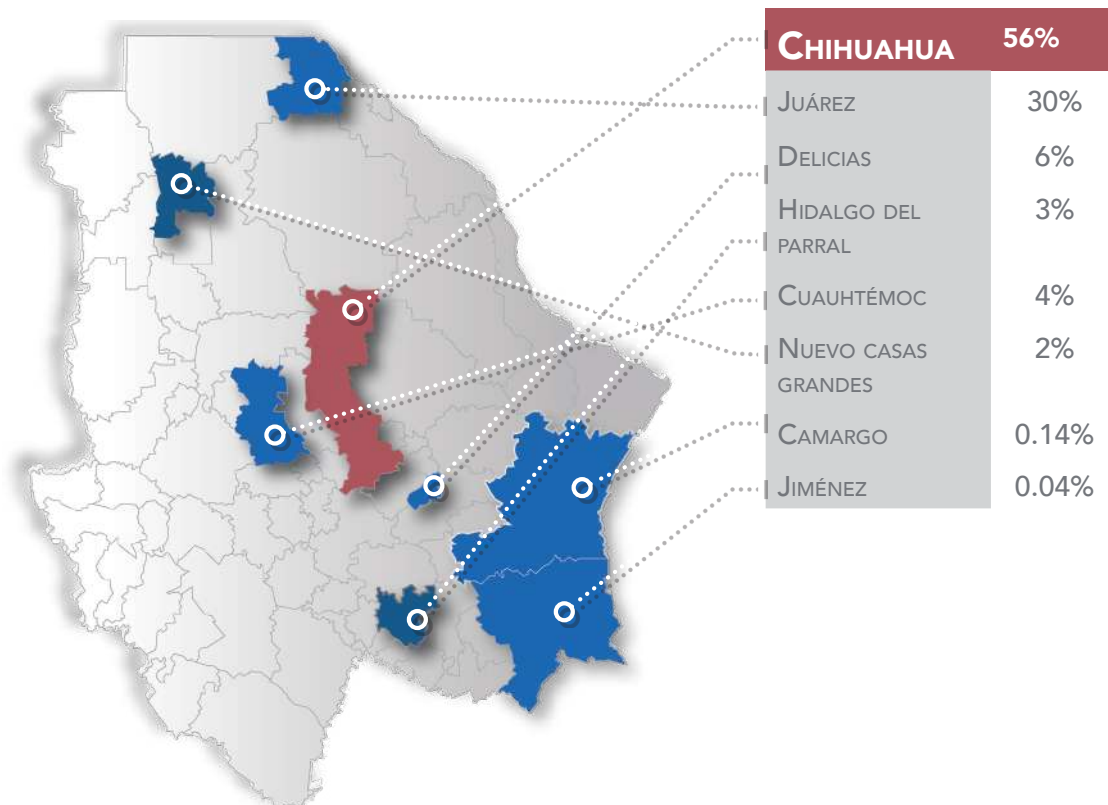 CHIHUAHUA 56%
JUÁREZ 30%
DELICIAS 6%
HIDALGO DEL 3%
PARRAL
CUAUHTÉMOC 4%
NUEVO CASAS 2%
GRANDES
CAMARGO 0.14%
JIMÉNEZ 0.04%